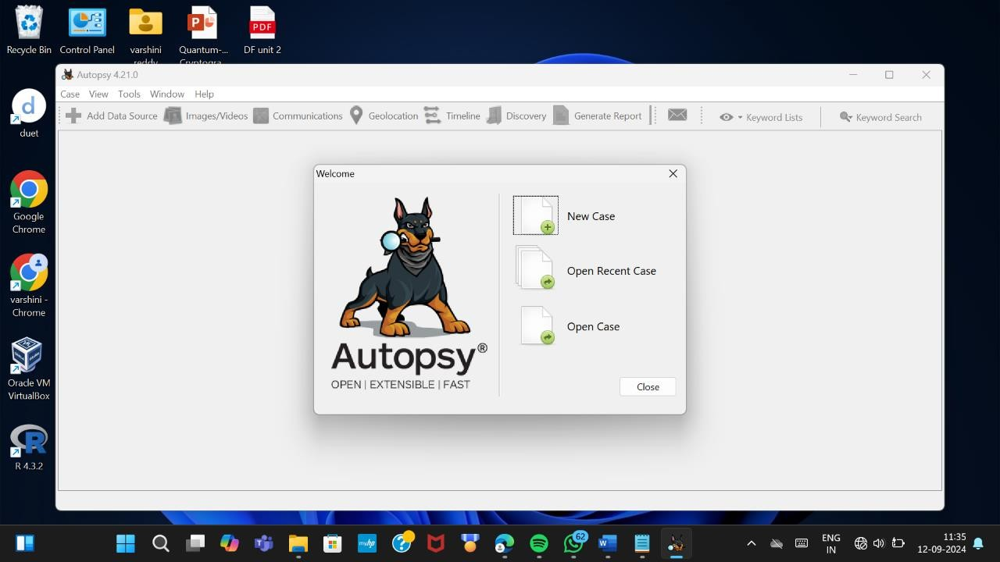 Recycle Bin
Control Panel
varshini
reddy
Quantum-...
Cryptogra
PDF
DF unit 2
Autopsy 4.21.0
Case View Tools Window Help
Add Data Source Images/Videos Communications Geolocation Timeline Discovery Generate Report Keyword Lists Keyword Search
d
duet
Google
Chrome
varshini -
Chrome
Oracle VM
VirtualBox
R 4.3.2
Welcome
New Case
Open Recent Case
Open Case
Autopsy®
OPEN | EXTENSIBLE | FAST
Close
myhp
62
ENG
IN
11:35
12-09-2024